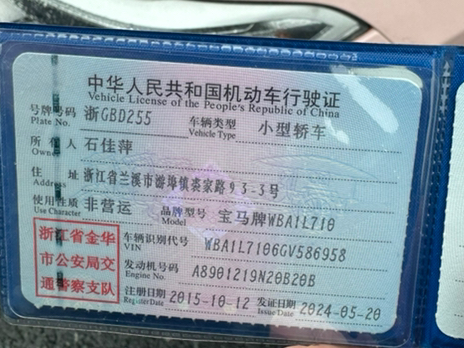 中华人民共和国机动车行驶证
Vehicle License of the People's Republic of China
号牌号码 浙GBD255 车辆类型 小型轿车
Plate No. Vehicle Type
所有人 石佳萍
Owner
住址 浙江省兰溪市游埠镇裘家路93-3号
使用性质 非营运 品牌型号 宝马牌WBA1L710
Use Character Model
浙江省金华
市公安局交
通警察支队
车辆识别代号 WBA1L7106GV586958
VIN
发动机号码 A8901219N20B20B
Engine No.
注册日期 2015-10-12 发证日期 2024-05-20
Register Date Issue Date